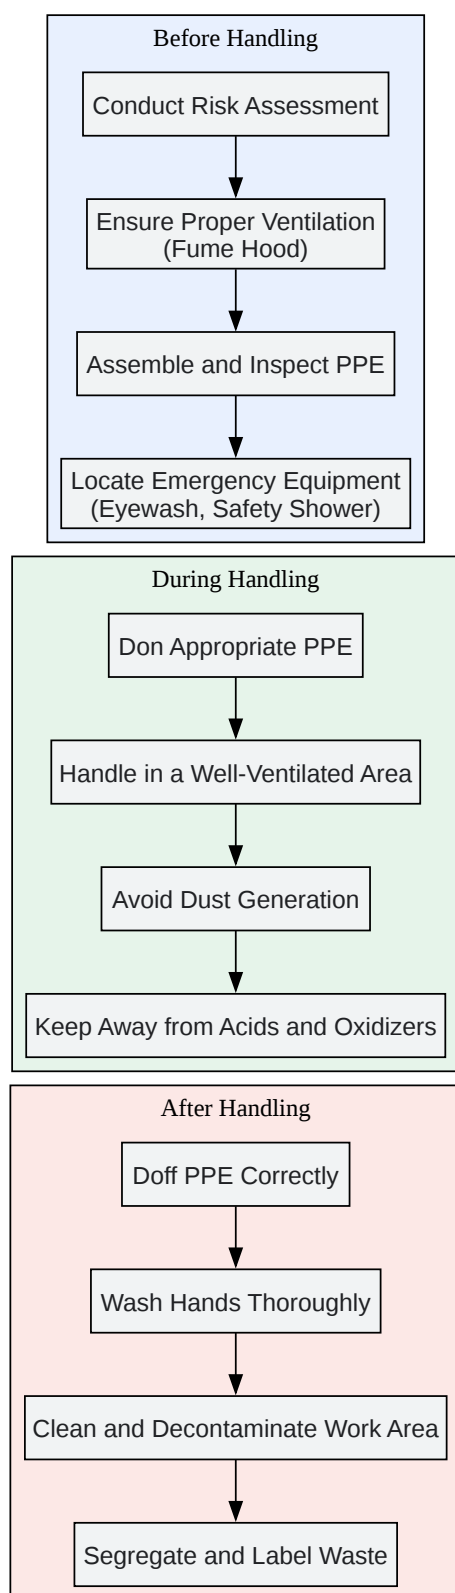 Before Handling
Conduct Risk Assessment
Ensure Proper Ventilation
(Fume Hood)
Assemble and Inspect PPE
Locate Emergency Equipment
(Eyewash, Safety Shower)
During Handling
Don Appropriate PPE
Handle in a Well-Ventilated Area
Avoid Dust Generation
Keep Away from Acids and Oxidizers
After Handling
Doff PPE Correctly
Wash Hands Thoroughly
Clean and Decontaminate Work Area
Segregate and Label Waste